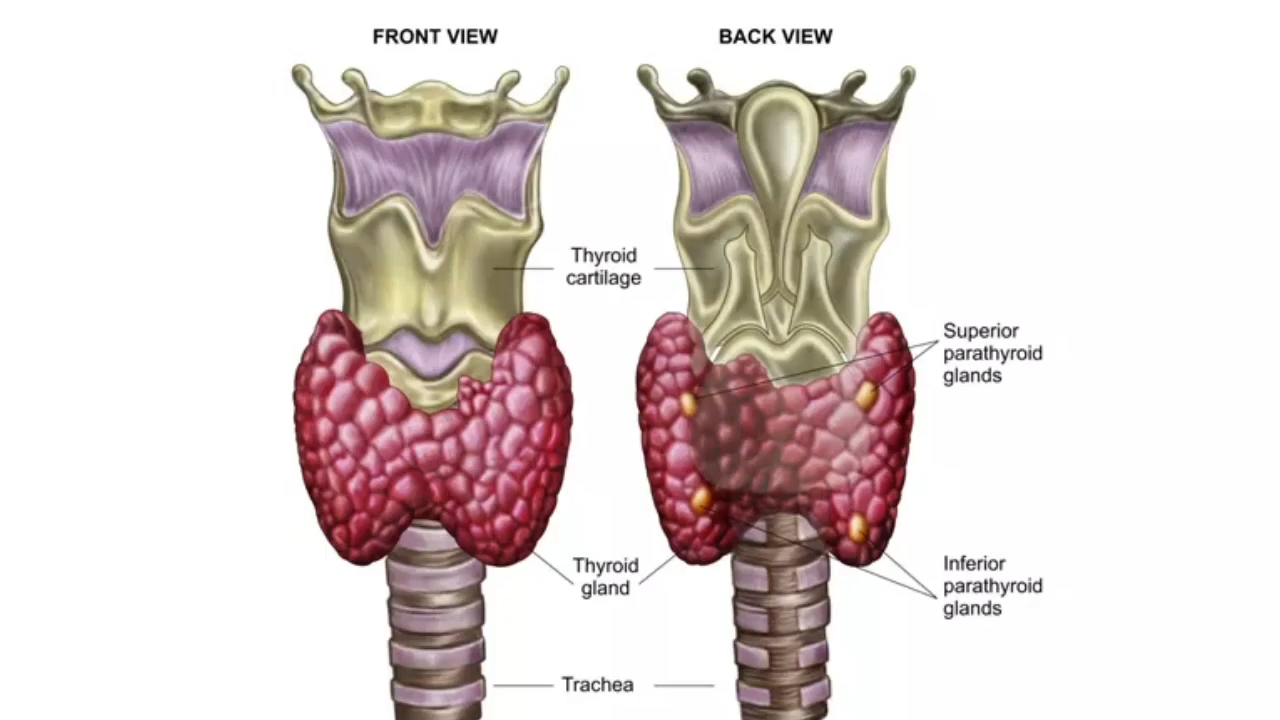 FRONT VIEW
BACK VIEW
Thyroid
cartilage
Superior
parathyroid
glands
Thyroid
gland
Inferior
parathyroid
glands
Trachea